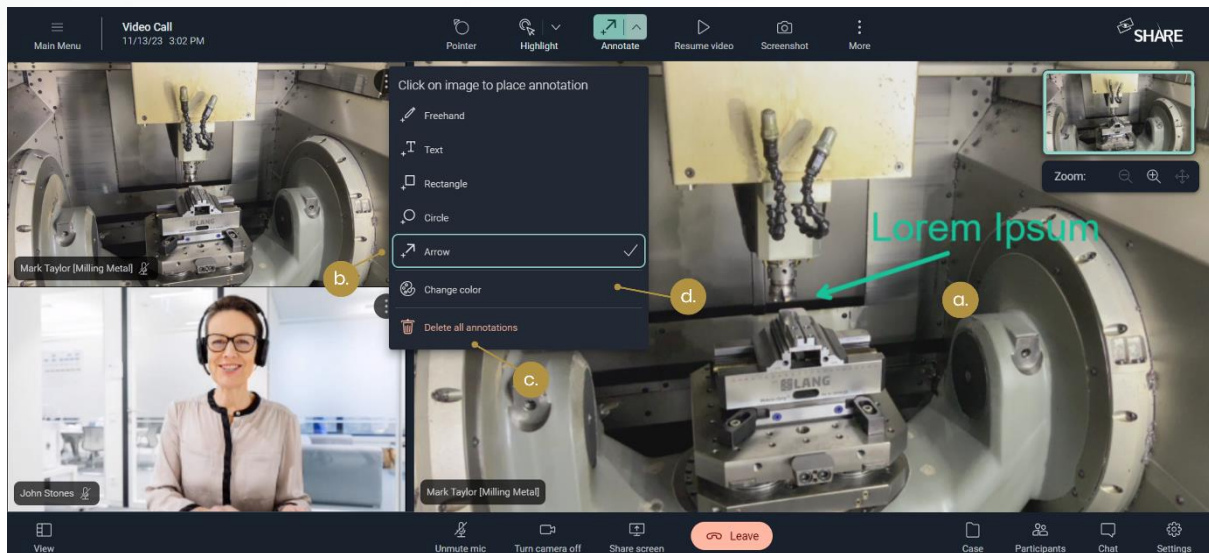 Main Menu
Video Call
11/13/23 3:02 PM
Pointer
Highlight
Annotate
Resume video
Screenshot
More
SHARE
Click on image to place annotation
Freehand
Text
Rectangle
Circle
Arrow
Change color
Delete all annotations
b.
d.
c.
a.
Zoom:
Lorem Ipsum
LANG
LANG
Mark Taylor [Milling Metal]
John Stones
Mark Taylor [Milling Metal]
View
Unmute mic
Turn camera off
Share screen
Leave
Case
Participants
Chat
Settings